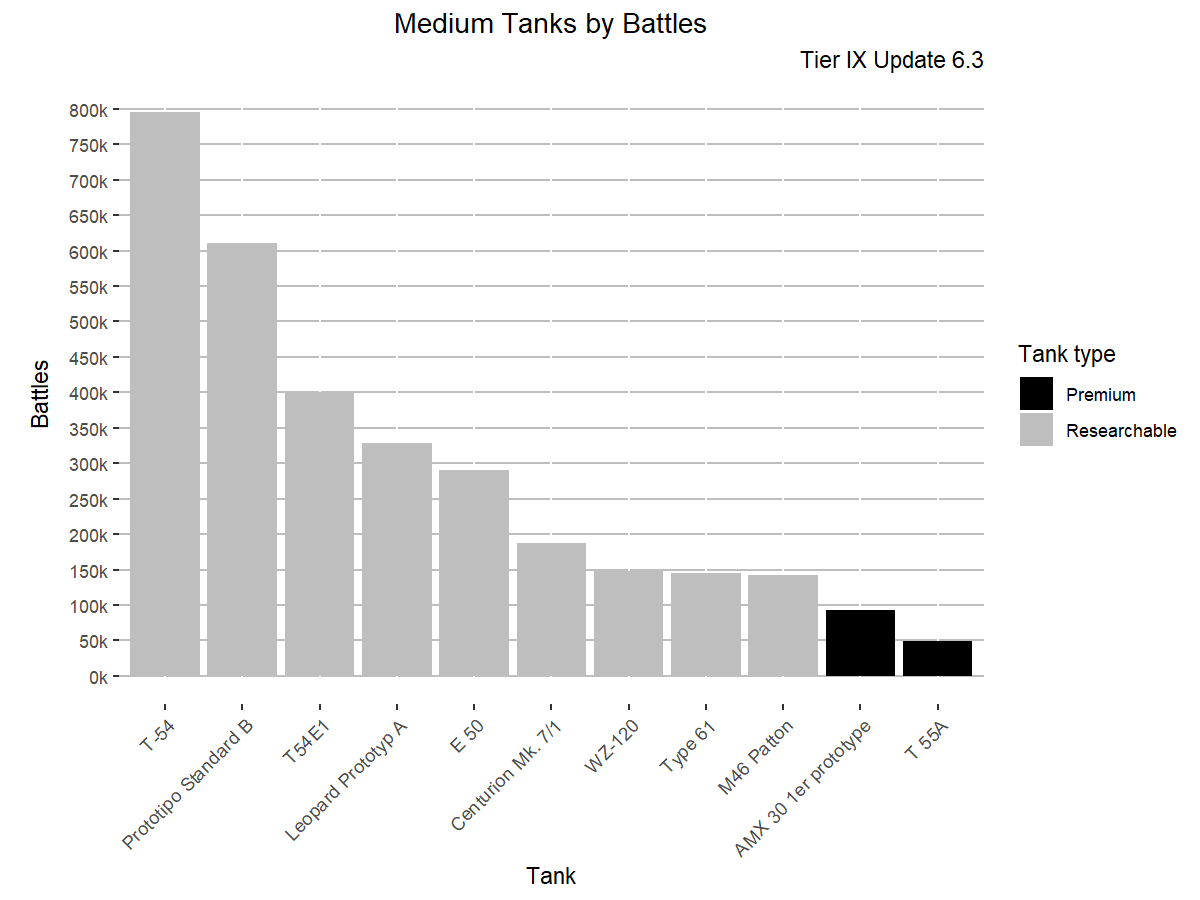 Medium Tanks by Battles
Tier IX Update 6.3
800k
750k
700k
650k
600k
550k
500k
450k
400k
350k
300k
250k
200k
150k
100k
50k
0k
Battles
T-54
Prototipo Standard B
T54E1
Leopard Prototyp A
E 50
Centurion Mk. 7/1
WZ-120
Type 61
M46 Patton
AMX 30 1er prototype
T 55A
Tank
Tank type
Premium
Researchable